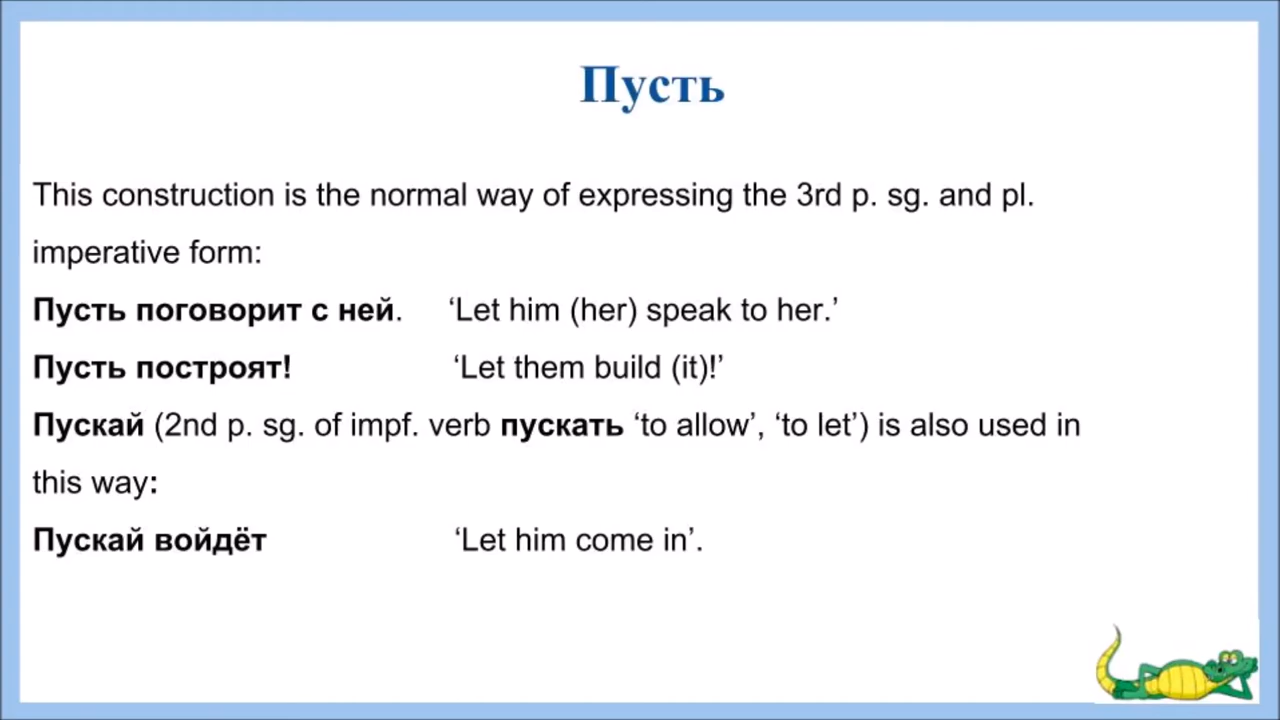 Пусть
This construction is the normal way of expressing the 3rd p. sg. and pl.
imperative form:
Пусть поговорит с ней. ‘Let him (her) speak to her.’
Пусть построят! ‘Let them build (it)!’
Пускай (2nd p. sg. of impf. verb пускать ‘to allow’, ‘to let’) is also used in
this way:
Пускай войдёт ‘Let him come in’.